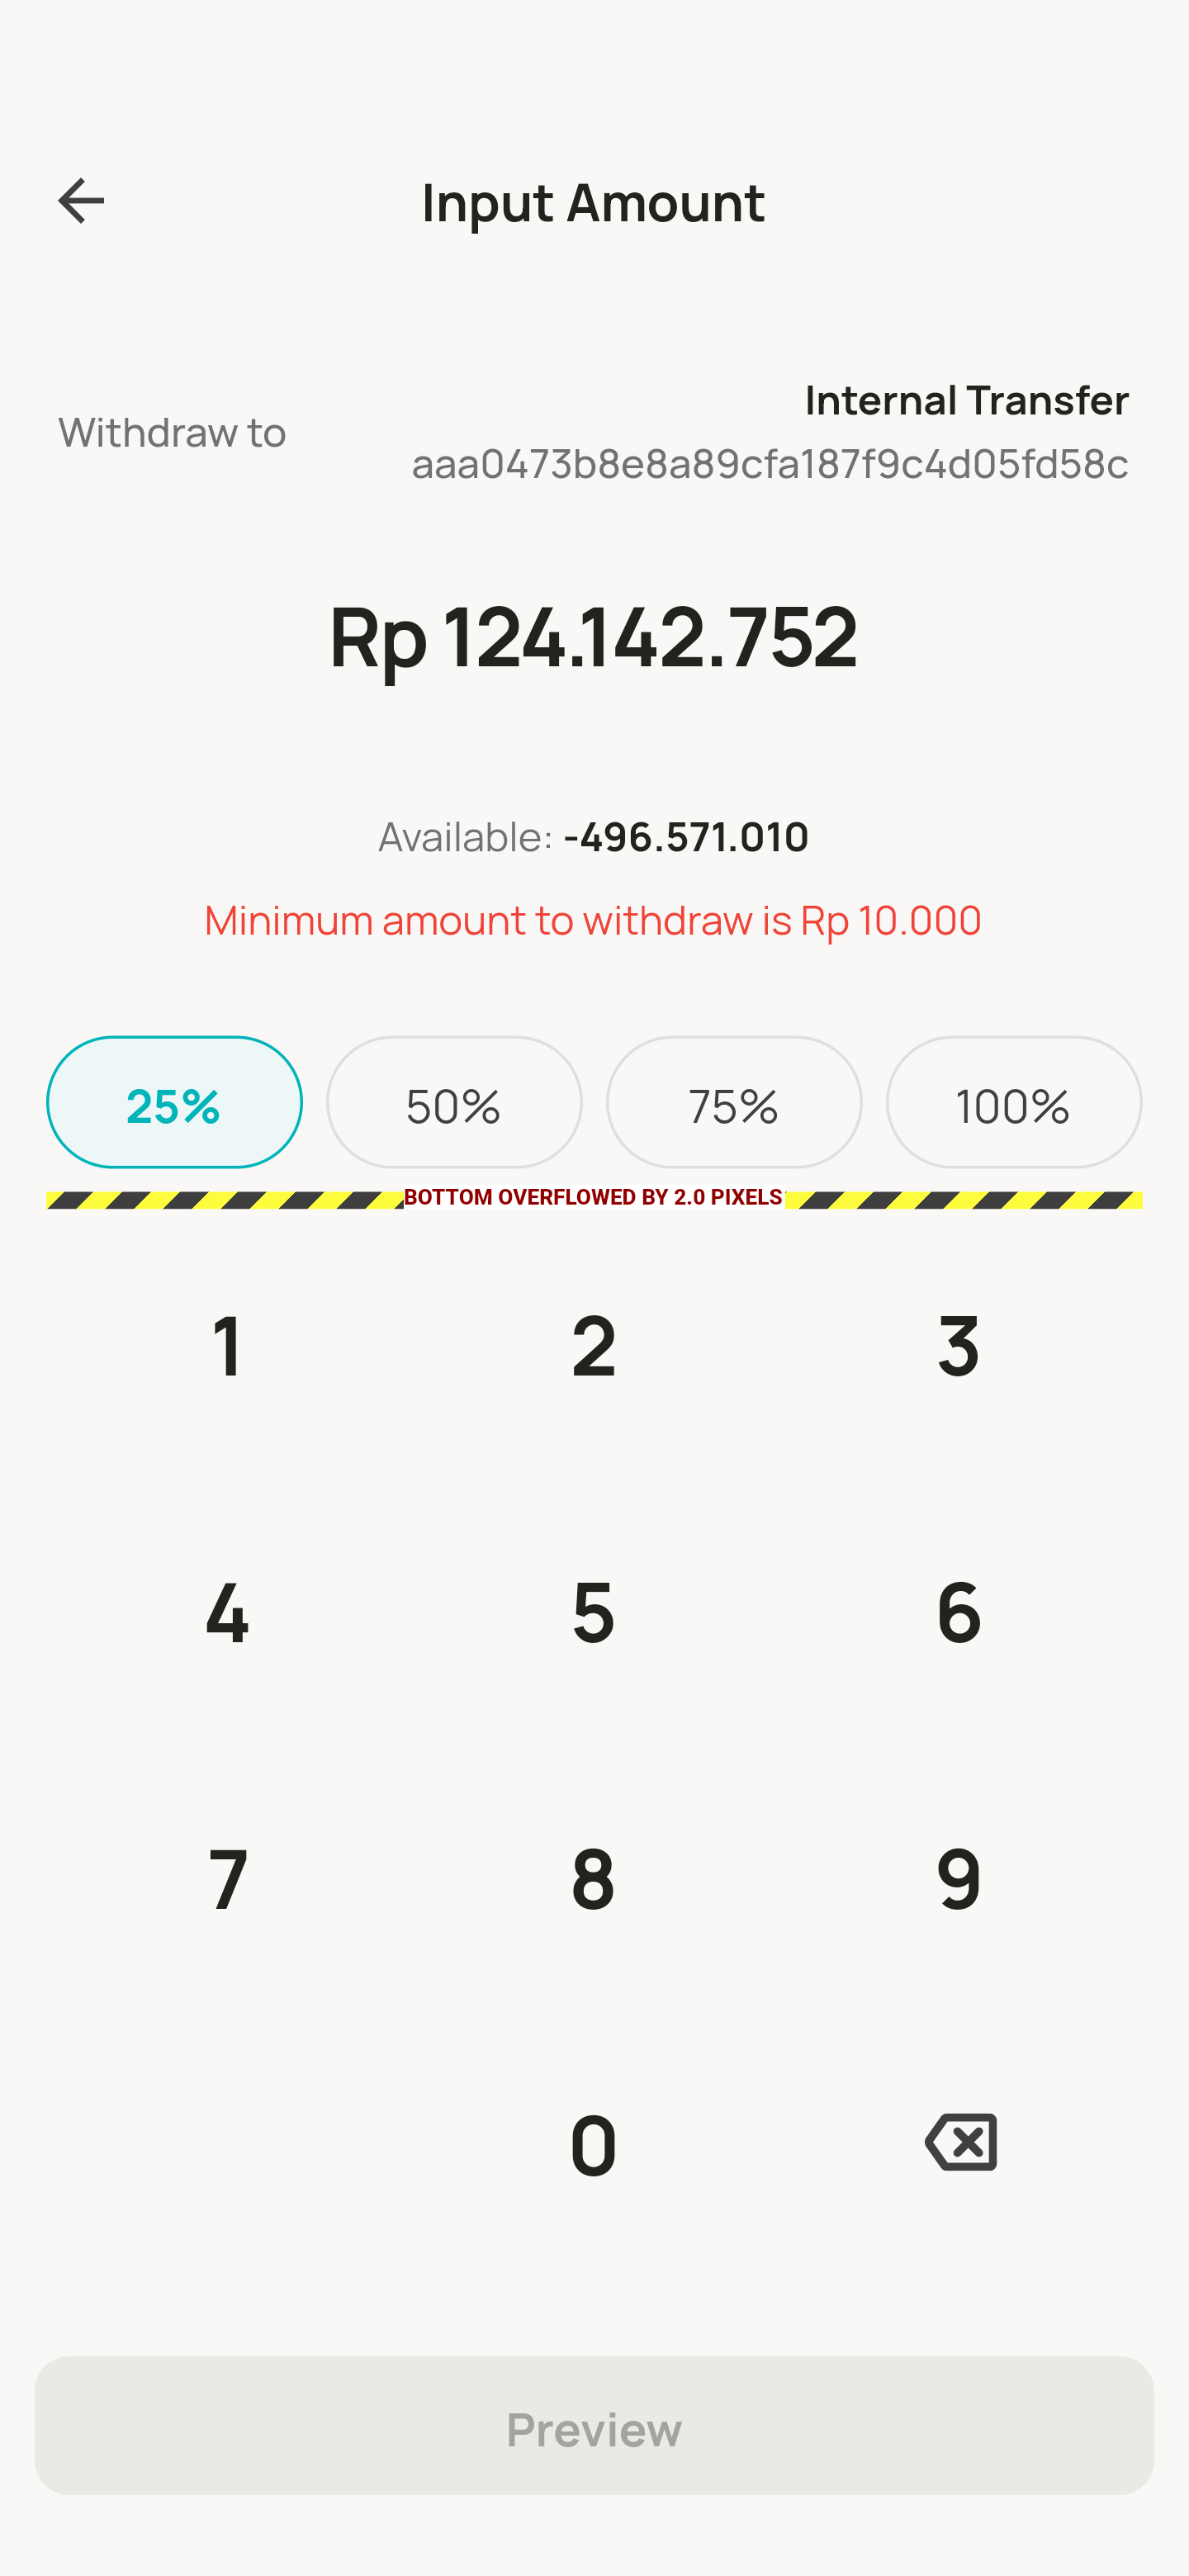 Input Amount
Withdraw to
Internal Transfer
aaa0473b8e8a89cfa187f9c4d05fd58c
Rp 124.142.752
Available: -496.571.010
Minimum amount to withdraw is Rp 10.000
25% 50% 75% 100%
BOTTOM OVERFLOWED BY 2.0 PIXELS
1 2 3
4 5 6
7 8 9
0
Preview